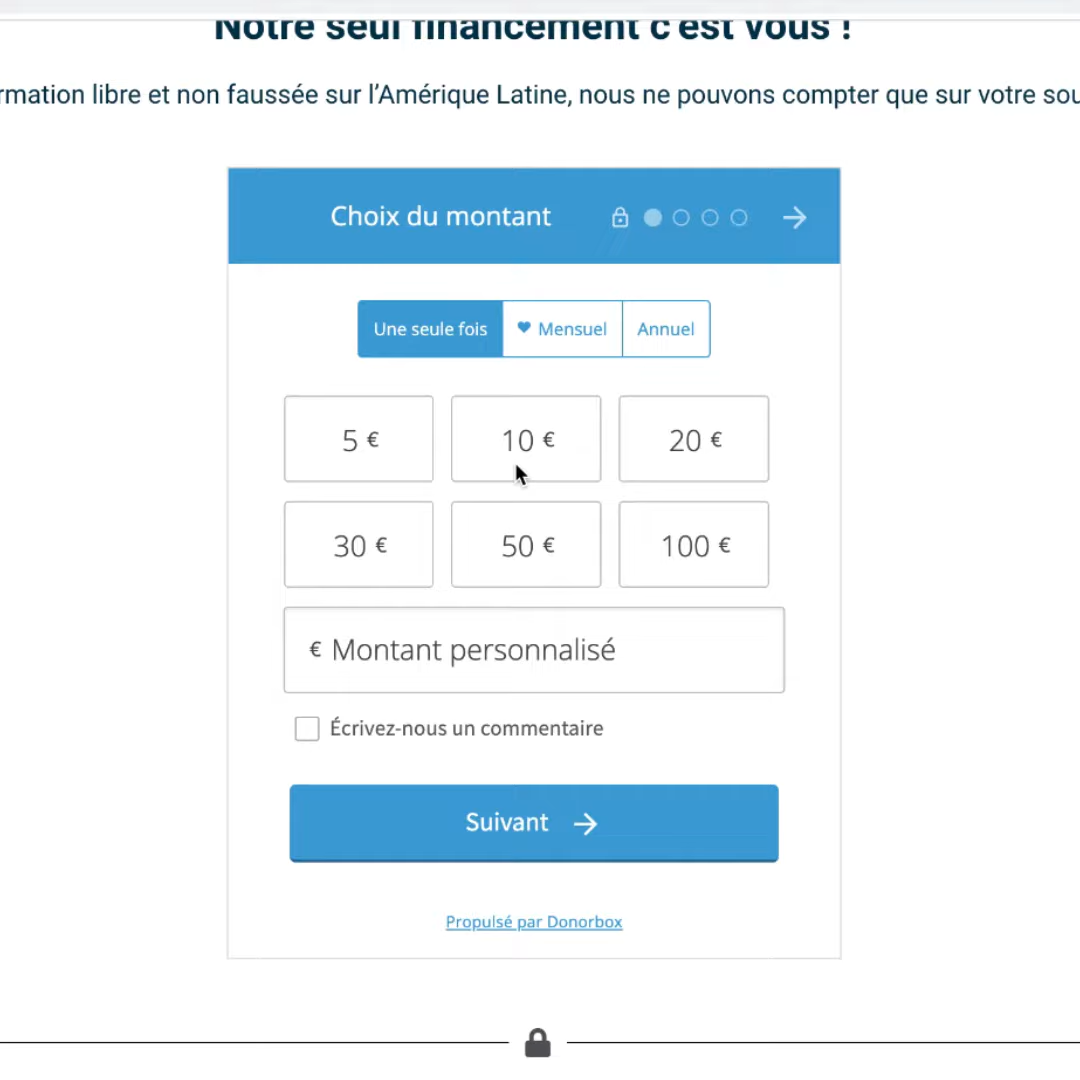 Notre seul financement c'est vous !
rmation libre et non faussée sur l’Amérique Latine, nous ne pouvons compter que sur votre sou
Choix du montant
Une seule fois Mensuel Annuel
5 € 10 € 20 €
30 € 50 € 100 €
€ Montant personnalisé
Écrivez-nous un commentaire
Suivant
Propulsé par Donorbox